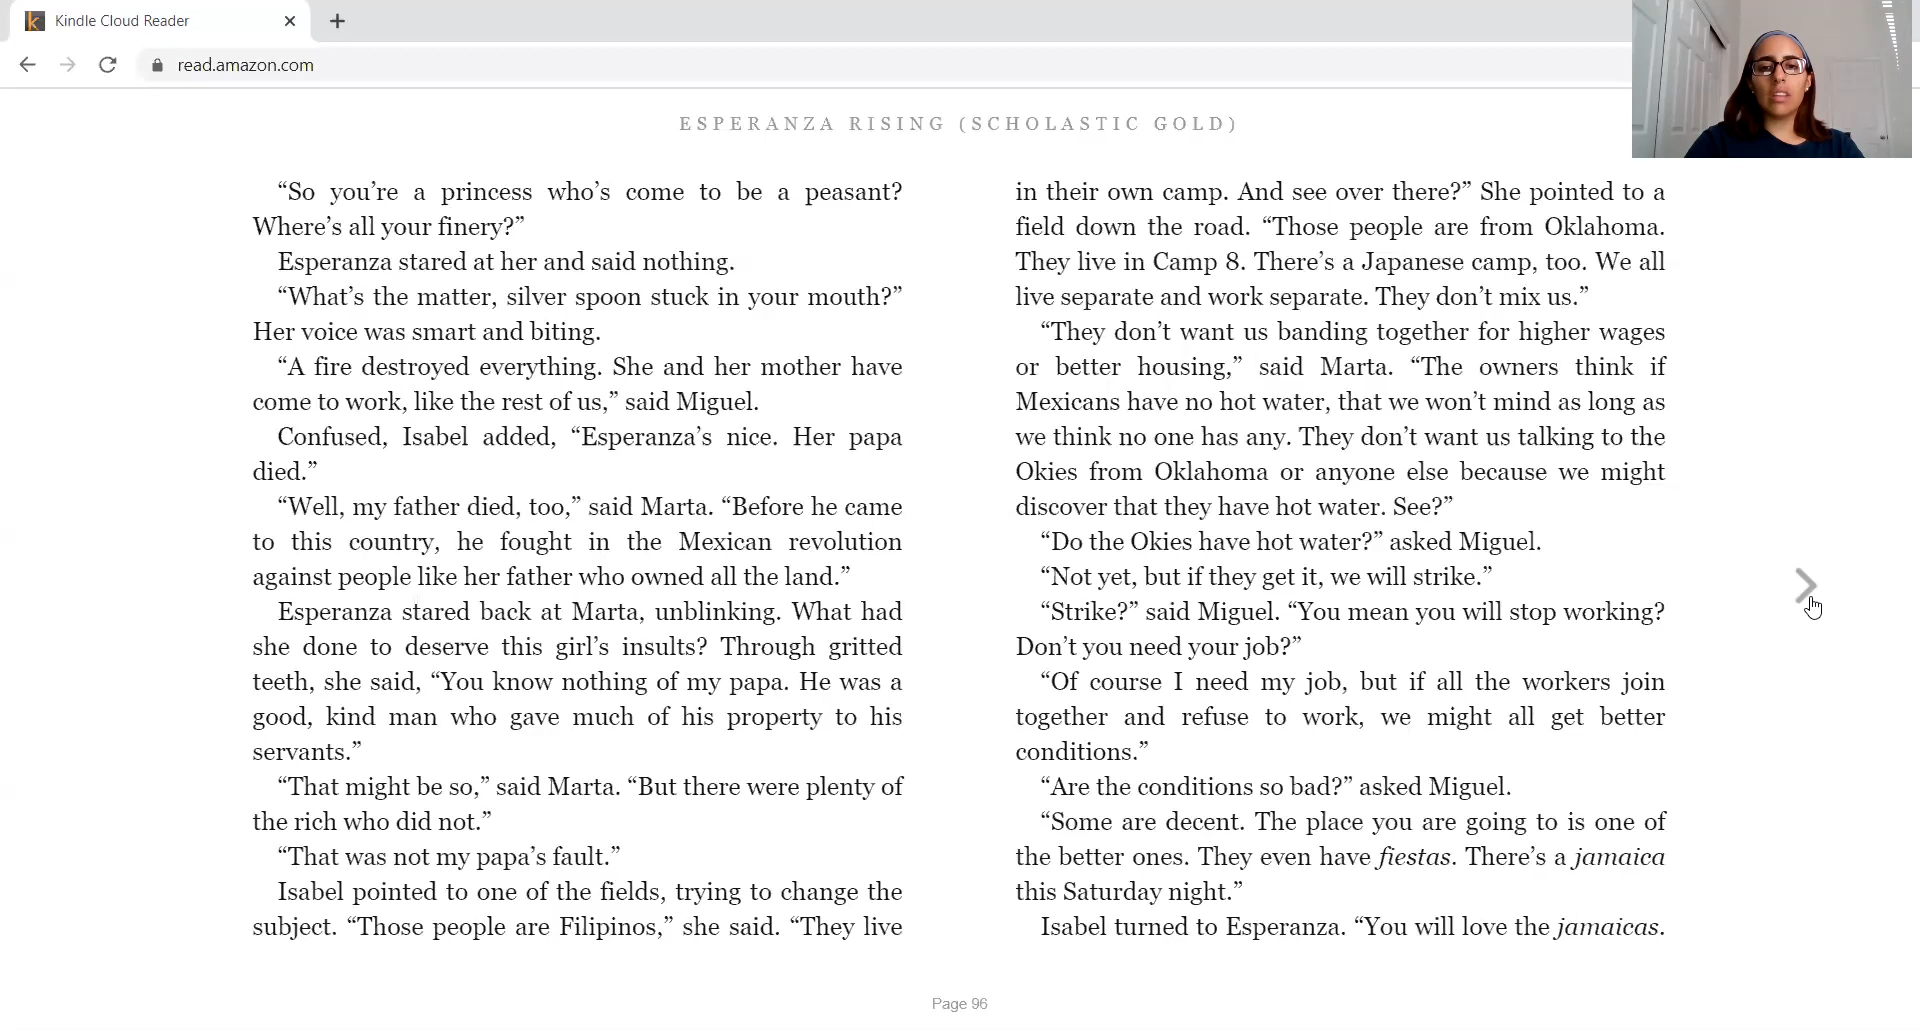 Kindle Cloud Reader
read.amazon.com
ESPERANZA RISING (SCHOLASTIC GOLD)
“So you’re a princess who’s come to be a peasant?
Where’s all your finery?”
Esperanza stared at her and said nothing.
“What’s the matter, silver spoon stuck in your mouth?”
Her voice was smart and biting.
“A fire destroyed everything. She and her mother have
come to work, like the rest of us,” said Miguel.
Confused, Isabel added, “Esperanza’s nice. Her papa
died.”
“Well, my father died, too,” said Marta. “Before he came
to this country, he fought in the Mexican revolution
against people like her father who owned all the land.”
Esperanza stared back at Marta, unblinking. What had
she done to deserve this girl’s insults? Through gritted
teeth, she said, “You know nothing of my papa. He was a
good, kind man who gave much of his property to his
servants.”
“That might be so,” said Marta. “But there were plenty of
the rich who did not.”
“That was not my papa’s fault.”
Isabel pointed to one of the fields, trying to change the
subject. “Those people are Filipinos,” she said. “They live
in their own camp. And see over there?” She pointed to a
field down the road. “Those people are from Oklahoma.
They live in Camp 8. There’s a Japanese camp, too. We all
live separate and work separate. They don’t mix us.”
“They don’t want us banding together for higher wages
or better housing,” said Marta. “The owners think if
Mexicans have no hot water, that we won’t mind as long as
we think no one has any. They don’t want us talking to the
Okies from Oklahoma or anyone else because we might
discover that they have hot water. See?”
“Do the Okies have hot water?” asked Miguel.
“Not yet, but if they get it, we will strike.”
“Strike?” said Miguel. “You mean you will stop working?
Don’t you need your job?”
“Of course I need my job, but if all the workers join
together and refuse to work, we might all get better
conditions.”
“Are the conditions so bad?” asked Miguel.
“Some are decent. The place you are going to is one of
the better ones. They even have fiestas. There’s a jamaica
this Saturday night.”
Isabel turned to Esperanza. “You will love the jamaicas.
Page 96